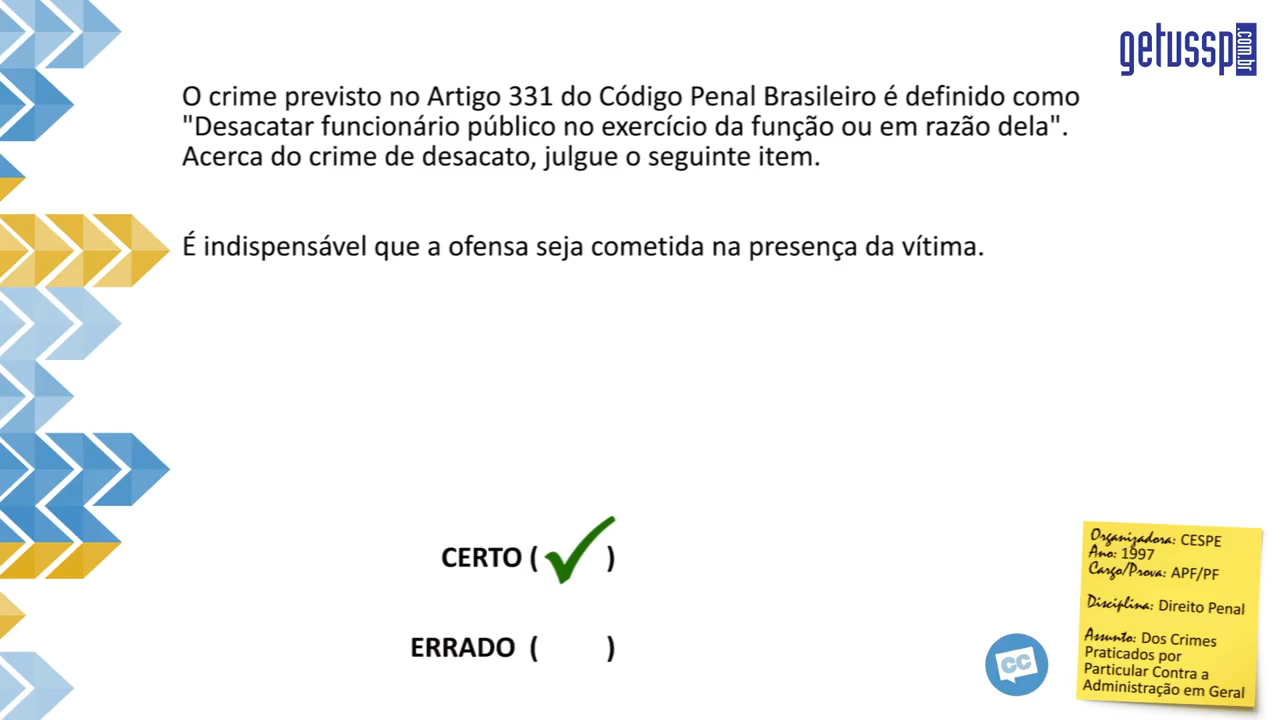 getussp.com.br
O crime previsto no Artigo 331 do Código Penal Brasileiro é definido como
"Desacatar funcionário público no exercício da função ou em razão dela".
Acerca do crime de desacato, julgue o seguinte item.
É indispensável que a ofensa seja cometida na presença da vítima.
CERTO ( )
ERRADO ( )
Organizadora: CESPE
Ano: 1997
Cargo/Prova: APF/PF
Disciplina: Direito Penal
Assunto: Dos Crimes
Praticados por
Particular Contra a
Administração em Geral
CC